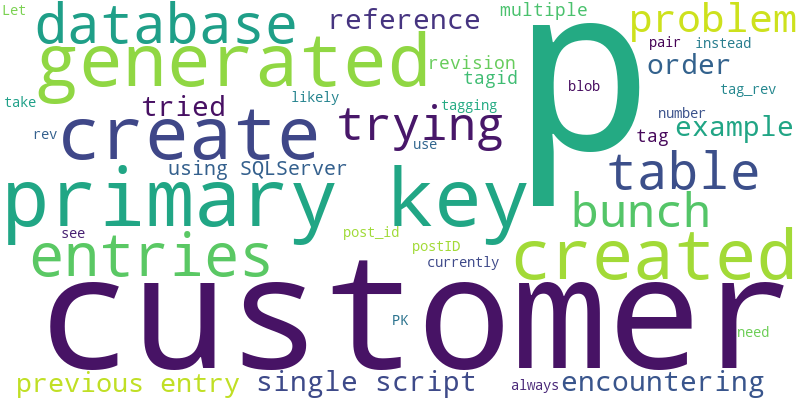 Let
database
reference
multiple
problem
p
generated
revision
tagid
pair
instead
order
blob
tag_rev
take
tried
likely
tagging
number
rev
create
trying
use
tag
example
using SQLServer
table
primary key
bunch
see
entries
post_id
postID
currently
created
customer
PK
need
previous entry
single script
always
encountering